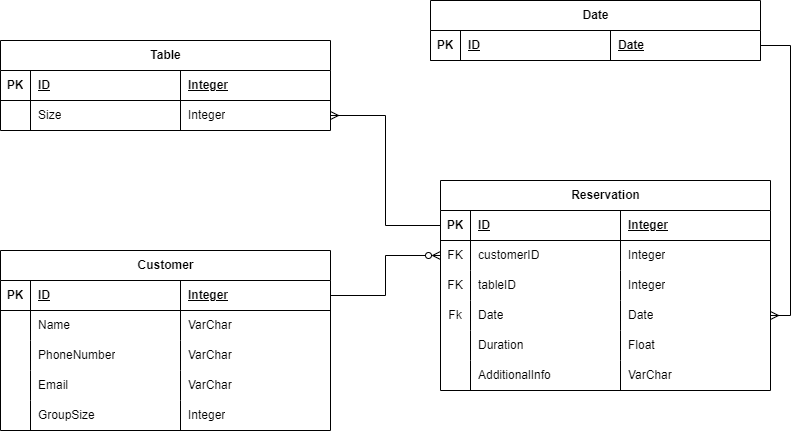 Date
PK ID Date
Table
PK ID Integer
Size Integer
Reservation
PK ID Integer
FK customerID Integer
FK tableID Integer
Fk Date Date
Duration Float
AdditionalInfo VarChar
Customer
PK ID Integer
Name VarChar
PhoneNumber VarChar
Email VarChar
GroupSize Integer